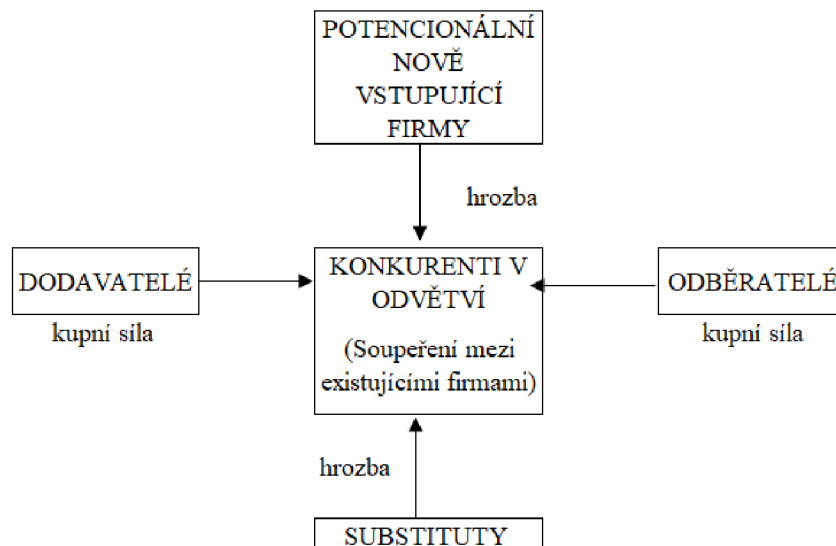 POTENCIONÁLNÍ
NOVĚ
VSTUPUJÍCÍ
FIRMY
hrozba
DODAVATELÉ
kupní síla
KONKURENTI V
ODVĚTVÍ
(Soupeření mezi
existujícími firmami)
ODBĚRATELÉ
kupní síla
hrozba
SUBSTITUTY